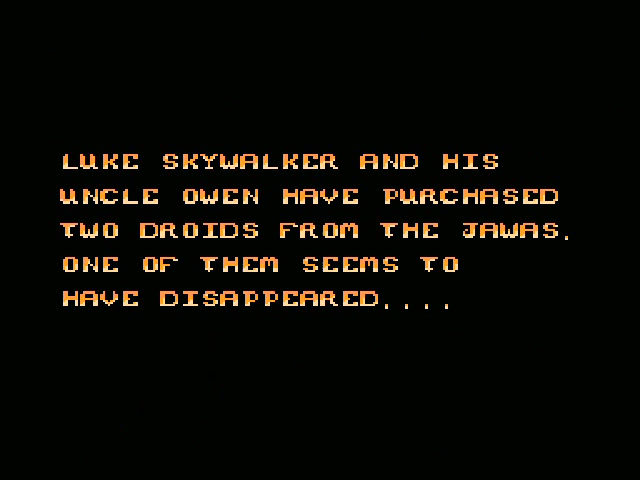 LUKE SKYWALKER AND HIS
UNCLE OWEN HAVE PURCHASED
TWO DROIDS FROM THE JAWAS.
ONE OF THEM SEEMS TO
HAVE DISAPPEARED....